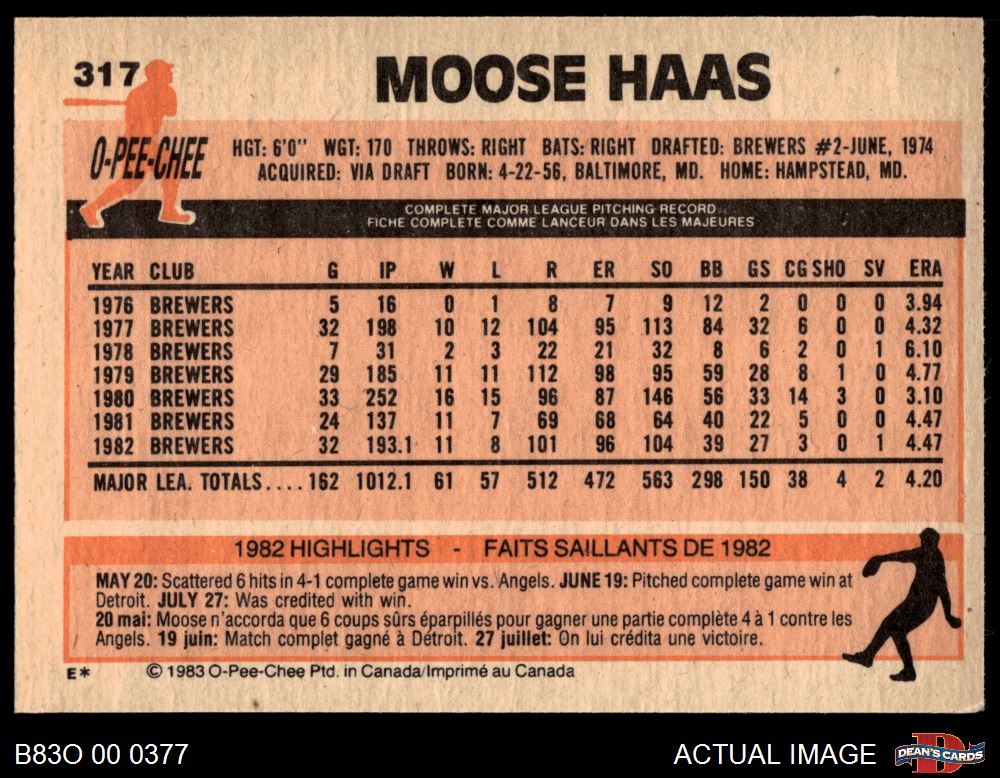 317
MOOSE HAAS
O-PEE-CHEE
HGT: 6'0" WGT: 170 THROWS: RIGHT BATS: RIGHT DRAFTED: BREWERS #2-JUNE, 1974
ACQUIRED: VIA DRAFT BORN: 4-22-56, BALTIMORE, MD. HOME: HAMPSTEAD, MD.
COMPLETE MAJOR LEAGUE PITCHING RECORD
FICHE COMPLETE COMME LANCEUR DANS LES MAJEURES
YEAR CLUB G IP W L R ER SO BB GS CG SHO SV ERA
1976 BREWERS 5 16 0 1 8 7 9 12 2 0 0 0 3.94
1977 BREWERS 32 198 10 12 104 95 113 84 32 6 0 0 4.32
1978 BREWERS 7 31 2 3 22 21 32 8 6 2 0 1 6.10
1979 BREWERS 29 185 11 11 112 98 95 59 28 8 1 0 4.77
1980 BREWERS 33 252 16 15 96 87 146 56 33 14 3 0 3.10
1981 BREWERS 24 137 11 7 69 68 64 40 22 5 0 0 4.47
1982 BREWERS 32 193.1 11 8 101 96 104 39 27 3 0 1 4.47
MAJOR LEA. TOTALS....162 1012.1 61 57 512 472 563 298 150 38 4 2 4.20
1982 HIGHLIGHTS - FAITS SAILLANTS DE 1982
MAY 20: Scattered 6 hits in 4-1 complete game win vs. Angels. JUNE 19: Pitched complete game win at
Detroit. JULY 27: Was credited with win.
20 mai: Moose n'accorda que 6 coups sûrs éparpillés pour gagner une partie complète 4 à 1 contre les
Angels. 19 juin: Match complet gagné à Détroit. 27 juillet: On lui crédita une victoire.
E* © 1983 O-Pee-Chee Ptd. in Canada/Imprimé au Canada
B83O 00 0377
ACTUAL IMAGE
D
DEAN'S CARDS